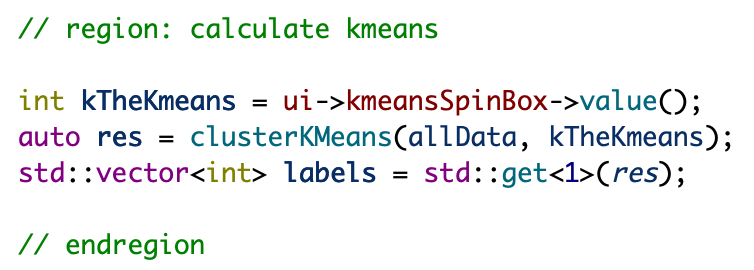 // region: calculate kmeans
int kTheKmeans = ui->kmeansSpinBox->value();
auto res = clusterKMeans(allData, kTheKmeans);
std::vector<int> labels = std::get<1>(res);
// endregion